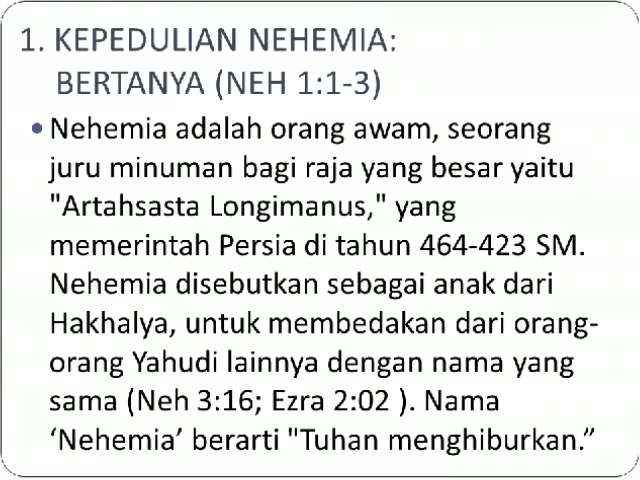 1. KEPEDULIAN NEHEMIA:
BERTANYA (NEH 1:1-3)
• Nehemia adalah orang awam, seorang
juru minuman bagi raja yang besar yaitu
"Artahsasta Longimanus," yang
memerintah Persia di tahun 464-423 SM.
Nehemia disebutkan sebagai anak dari
Hakhalya, untuk membedakan dari orang-
orang Yahudi lainnya dengan nama yang
sama (Neh 3:16; Ezra 2:02 ). Nama
‘Nehemia’ berarti "Tuhan menghiburkan.”